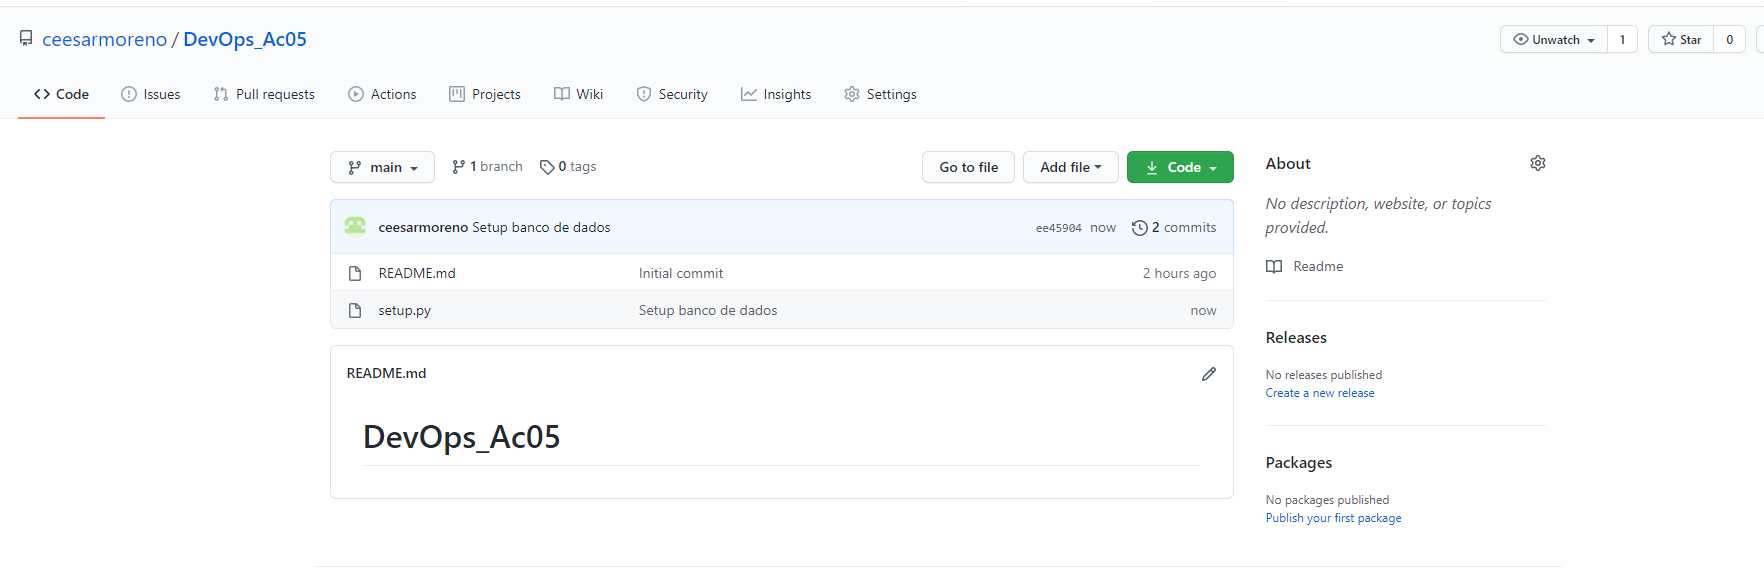 ceesarmoreno / DevOps_Ac05
Unwatch 1 Star 0
Code Issues Pull requests Actions Projects Wiki Security Insights Settings
main 1 branch 0 tags Go to file Add file Code
ceesarmoreno Setup banco de dados ee45904 now 2 commits
README.md Initial commit 2 hours ago
setup.py Setup banco de dados now
README.md
DevOps_Ac05
About
No description, website, or topics
provided.
Readme
Releases
No releases published
Create a new release
Packages
No packages published
Publish your first package